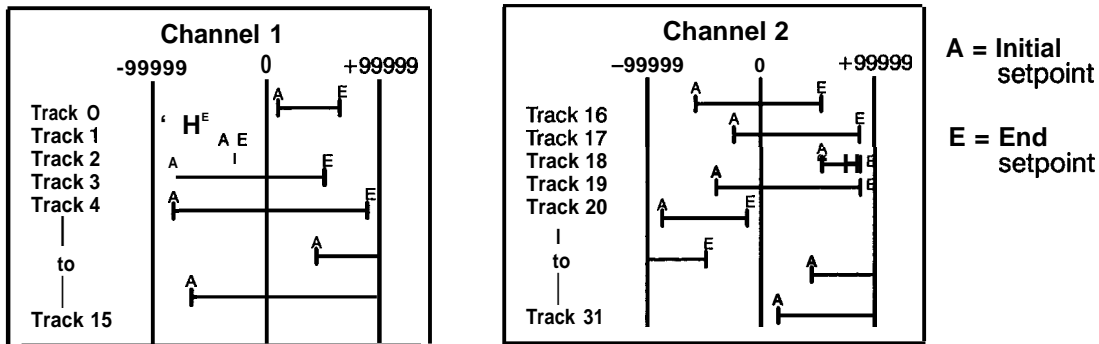 Channel 1
-99999 0 +99999
A E
Track 0
' H E
Track 1
A E
Track 2
A E
Track 3
Track 4
A E
A
to
A
Track 15
Channel 2
-99999 0 +99999
A E
Track 16
A E
Track 17
A
Track 18
E
A
Track 19
E
Track 20
A E
E
to
A
A
Track 31
A = Initial
setpoint
E = End
setpoint